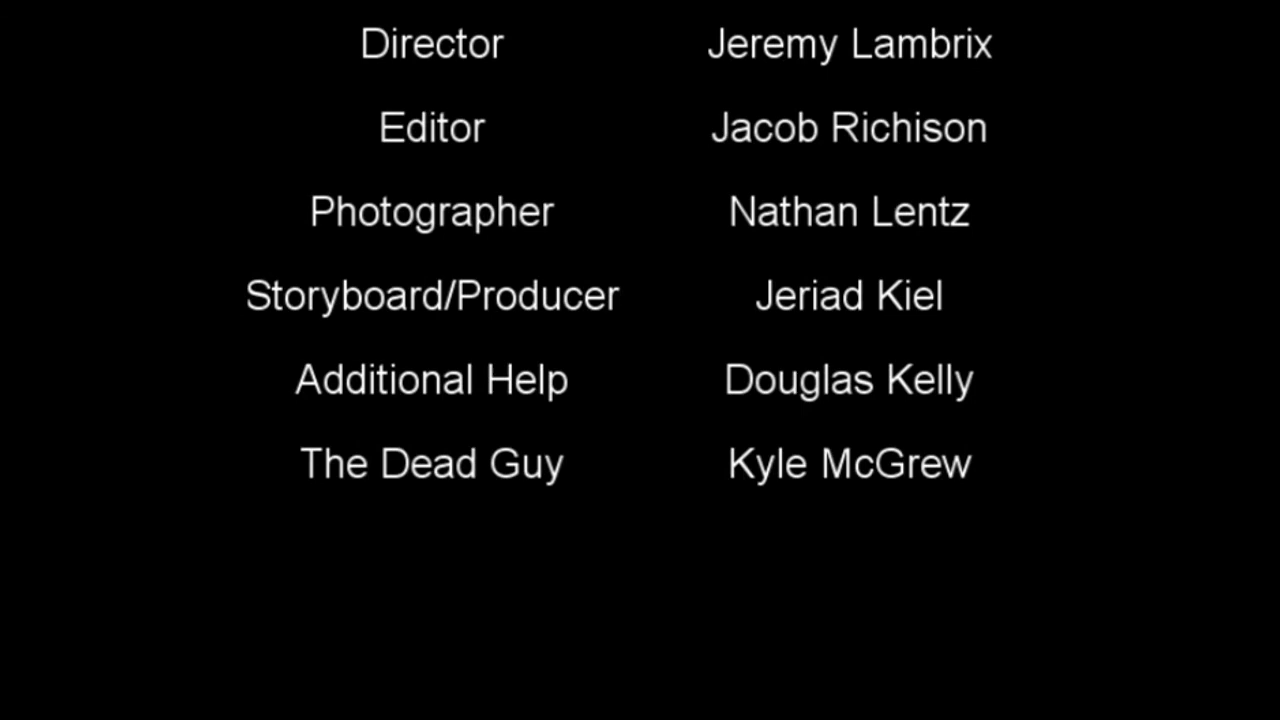 Director Jeremy Lambrix
Editor Jacob Richison
Photographer Nathan Lentz
Storyboard/Producer Jeriad Kiel
Additional Help Douglas Kelly
The Dead Guy Kyle McGrew